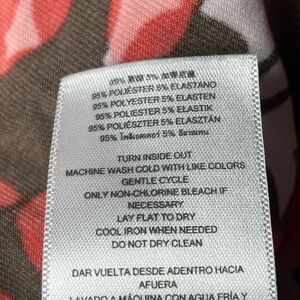 95% POLIÉSTER 5% ELASTANO
95% POLYESTER 5% ELASTEN
95% POLIESTER 5% ELASTIK
95% POLIÉSZTER 5% ELASZTÁN
TURN INSIDE OUT
MACHINE WASH COLD WITH LIKE COLORS
GENTLE CYCLE
ONLY NON-CHLORINE BLEACH IF
NECESSARY
LAY FLAT TO DRY
COOL IRON WHEN NEEDED
DO NOT DRY CLEAN
DAR VUELTA DESDE ADENTRO HACIA
AFUERA
LAVADO A MÁQUINA CON AGUA FRÍA Y